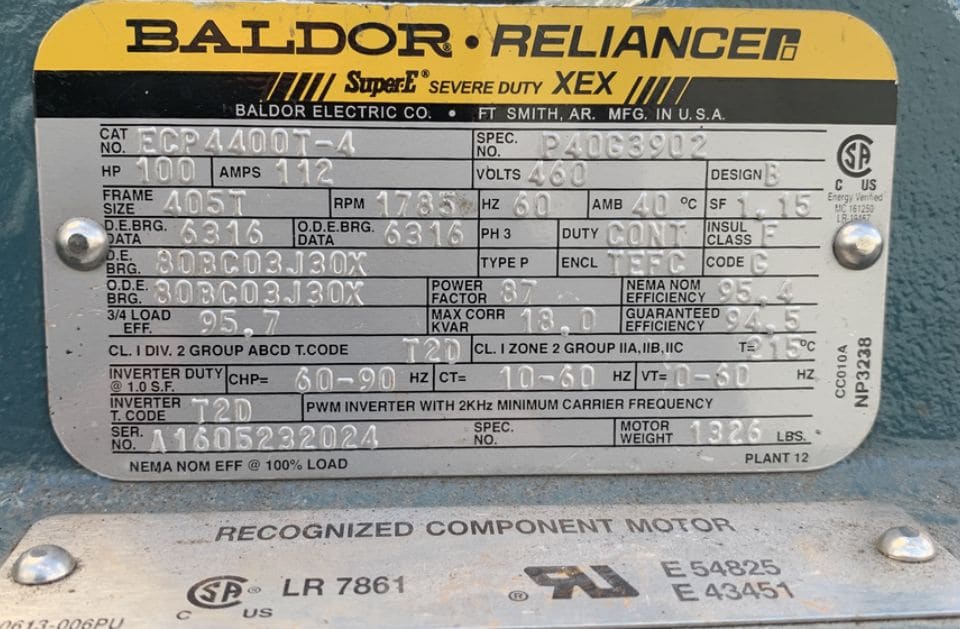 BALDOR® · RELIANCER
Super-E® SEVERE DUTY XEX
BALDOR ELECTRIC CO. • FT SMITH, AR. MFG. IN U.S.A.
CAT NO. ECP4400T-4 SPEC. NO. P40G3902
HP 100 AMPS 112 VOLTS 460 DESIGN B
FRAME SIZE 405T RPM 1785 HZ 60 AMB 40 °C SF 1.15
D.E.BRG. DATA 6316 O.D.E.BRG. DATA 6316 PH 3 DUTY CONT INSUL CLASS F
D.E. BRG. 80BC03J30X TYPE P ENCL TEFC CODE G
O.D.E. BRG. 80BC03J30X POWER FACTOR 87 NEMA NOM EFFICIENCY 95.4
3/4 LOAD EFF. 95.7 MAX CORR KVAR 18.0 GUARANTEED EFFICIENCY 94.5
CL. I DIV. 2 GROUP ABCD T.CODE T2D CL. I ZONE 2 GROUP IIA,IIB,IIC T= 215 °C
INVERTER DUTY @ 1.0 S.F. CHP= 60-90 HZ CT= 10-60 HZ VT= 0-60 HZ
INVERTER T. CODE T2D PWM INVERTER WITH 2KHz MINIMUM CARRIER FREQUENCY
SER. NO. A1605232024 SPEC. NO. MOTOR WEIGHT 1326 LBS.
NEMA NOM EFF @ 100% LOAD PLANT 12
SA
C US
Energy Verified
MC 161250
CC010A
NP3238
RECOGNIZED COMPONENT MOTOR
SA® LR 7861 ® RU E 54825
C US E 43451
0613-006PU